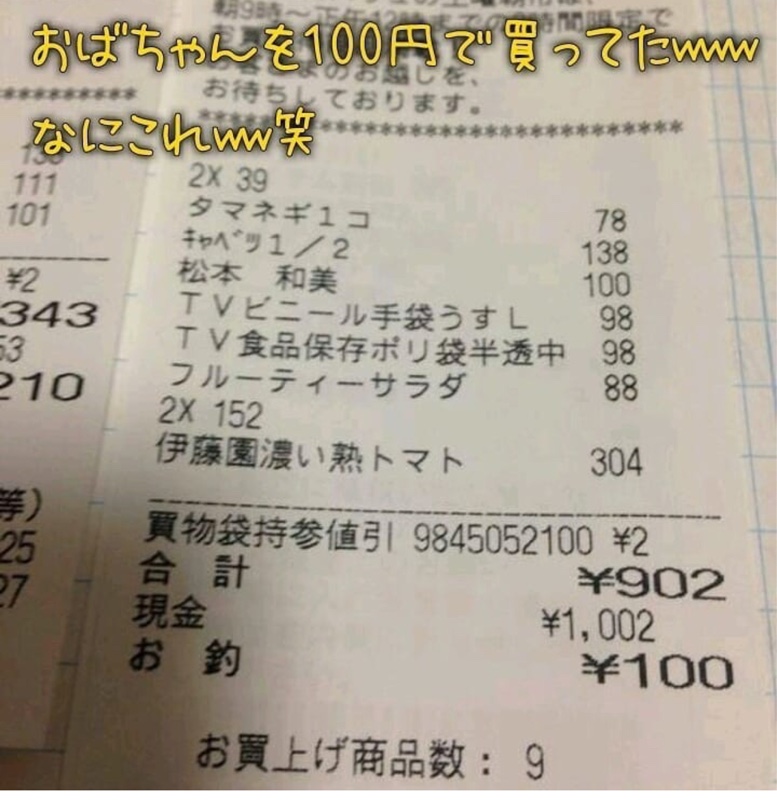 おばちゃんを100円で買ってたwww
なにこれww笑
お待ちしております。
*****************************
111
101
¥2
343
53
210
等)
25
27
2X 39
タマネギ1コ 78
キャベツ1/2 138
松本 和美 100
TVビニール手袋うすL 98
TV食品保存ポリ袋半透中 98
フルーティーサラダ 88
2X 152
伊藤園濃い熟トマト 304
買物袋持参値引 9845052100 ¥2
合 計 ¥902
現金 ¥1,002
お 釣 ¥100
お買上げ商品数: 9